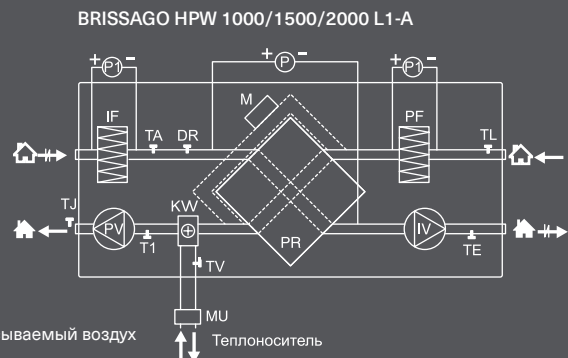 BRISSAGO HPW 1000/1500/2000 L1-A
+ P1 −
+ P −
+ P1 −
M
IF
PF
TA
DR
TL
TJ
KW
PV
PR
IV
T1
TE
TV
MU
Теплоноситель
воздух